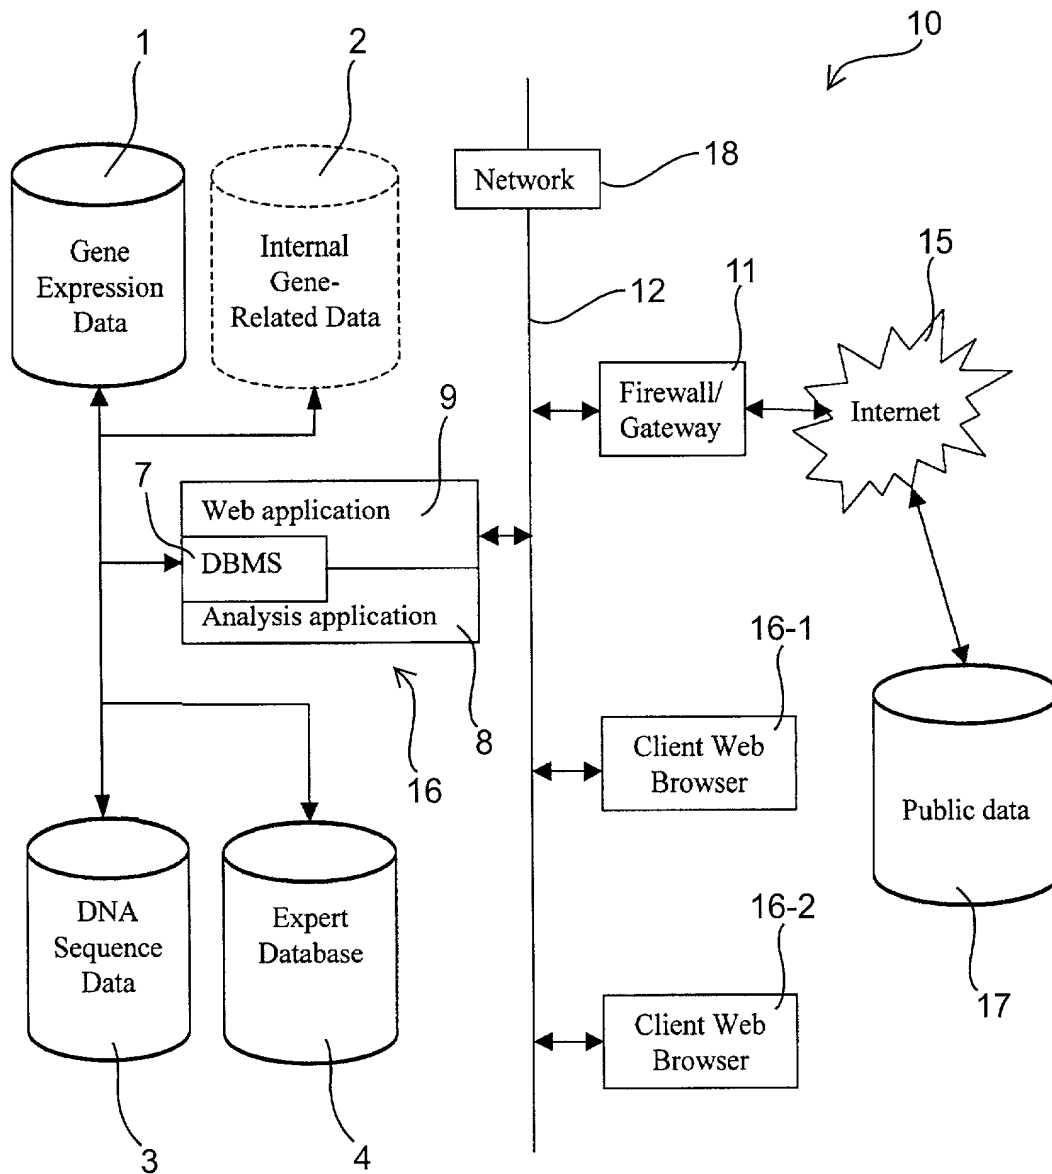 1
2
10
Gene
Expression
Data
Internal
Gene-
Related Data
Network
18
12
11
15
Firewall/
Gateway
Internet
9
7
Web application
DBMS
Analysis application
8
16
16-1
Client Web
Browser
Public data
17
DNA
Sequence
Data
3
Expert
Database
4
16-2
Client Web
Browser